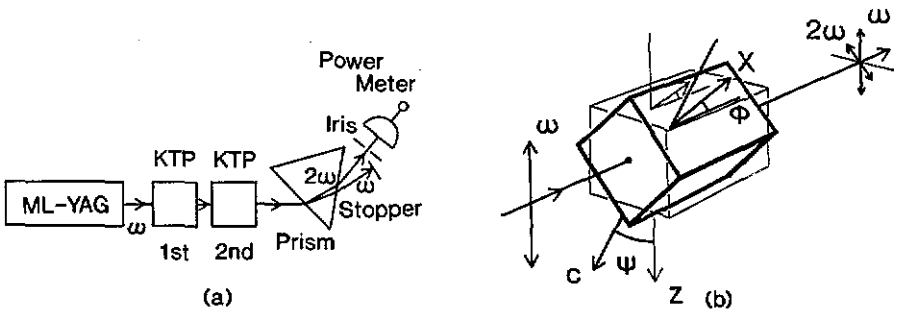 Power
Meter
Iris
KTP KTP
2ω ω
ML-YAG
ω
Stopper
Prism
1st 2nd
(a)
ω
2ω
X
Φ
ω
C
ψ
Z
(b)